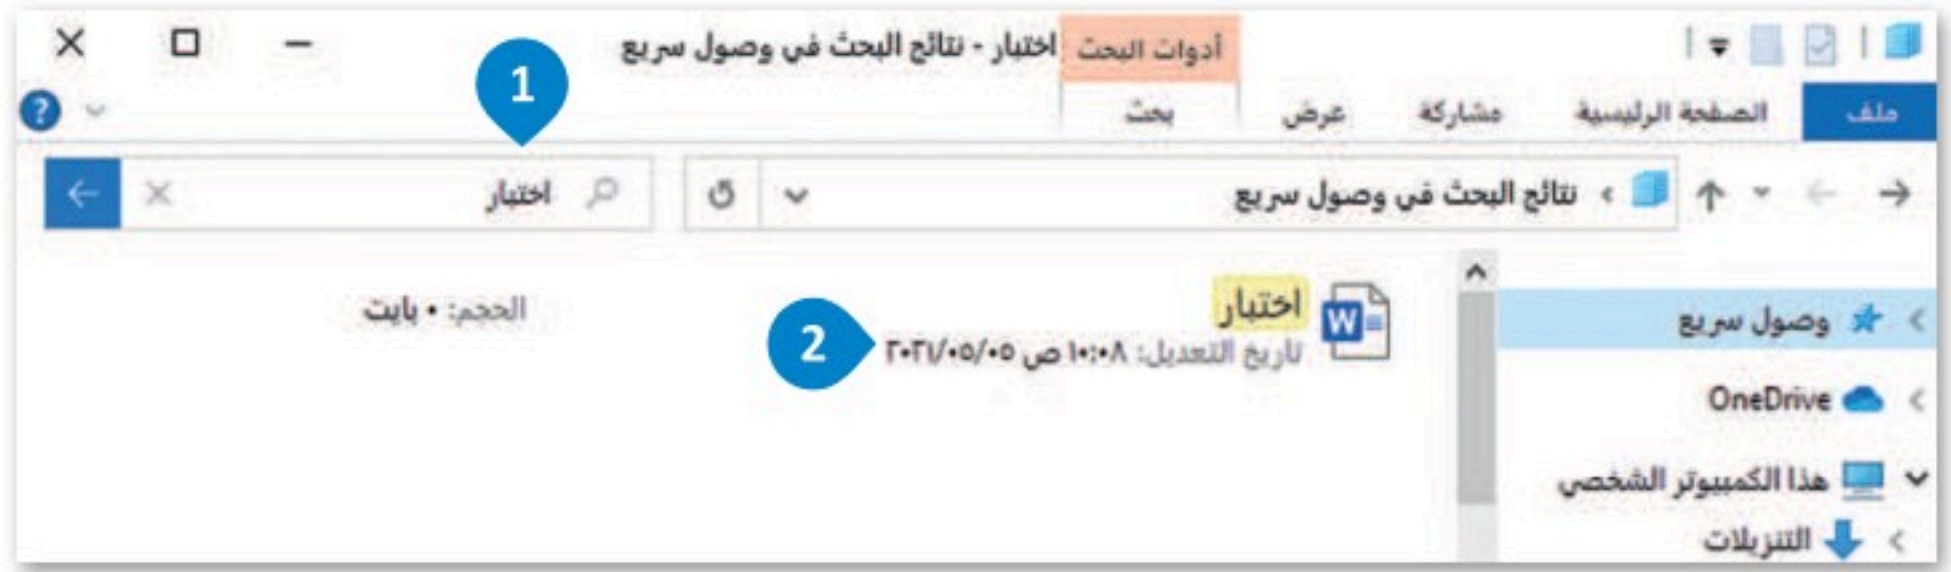 أدوات البحث
اختبار - نتائج البحث في وصول سريع
ملف
الصفحة الرئيسية
مشاركة
عرض
بحث
?
1
نتائج البحث في وصول سريع
اختبار
وصول سريع
OneDrive
هذا الكمبيوتر الشخصي
التنزيلات
اختبار
تاريخ التعديل: ١٠:٠٨ ص ٢٠٢١/٠٥/٠٥
2
الحجم: ٠ بايت